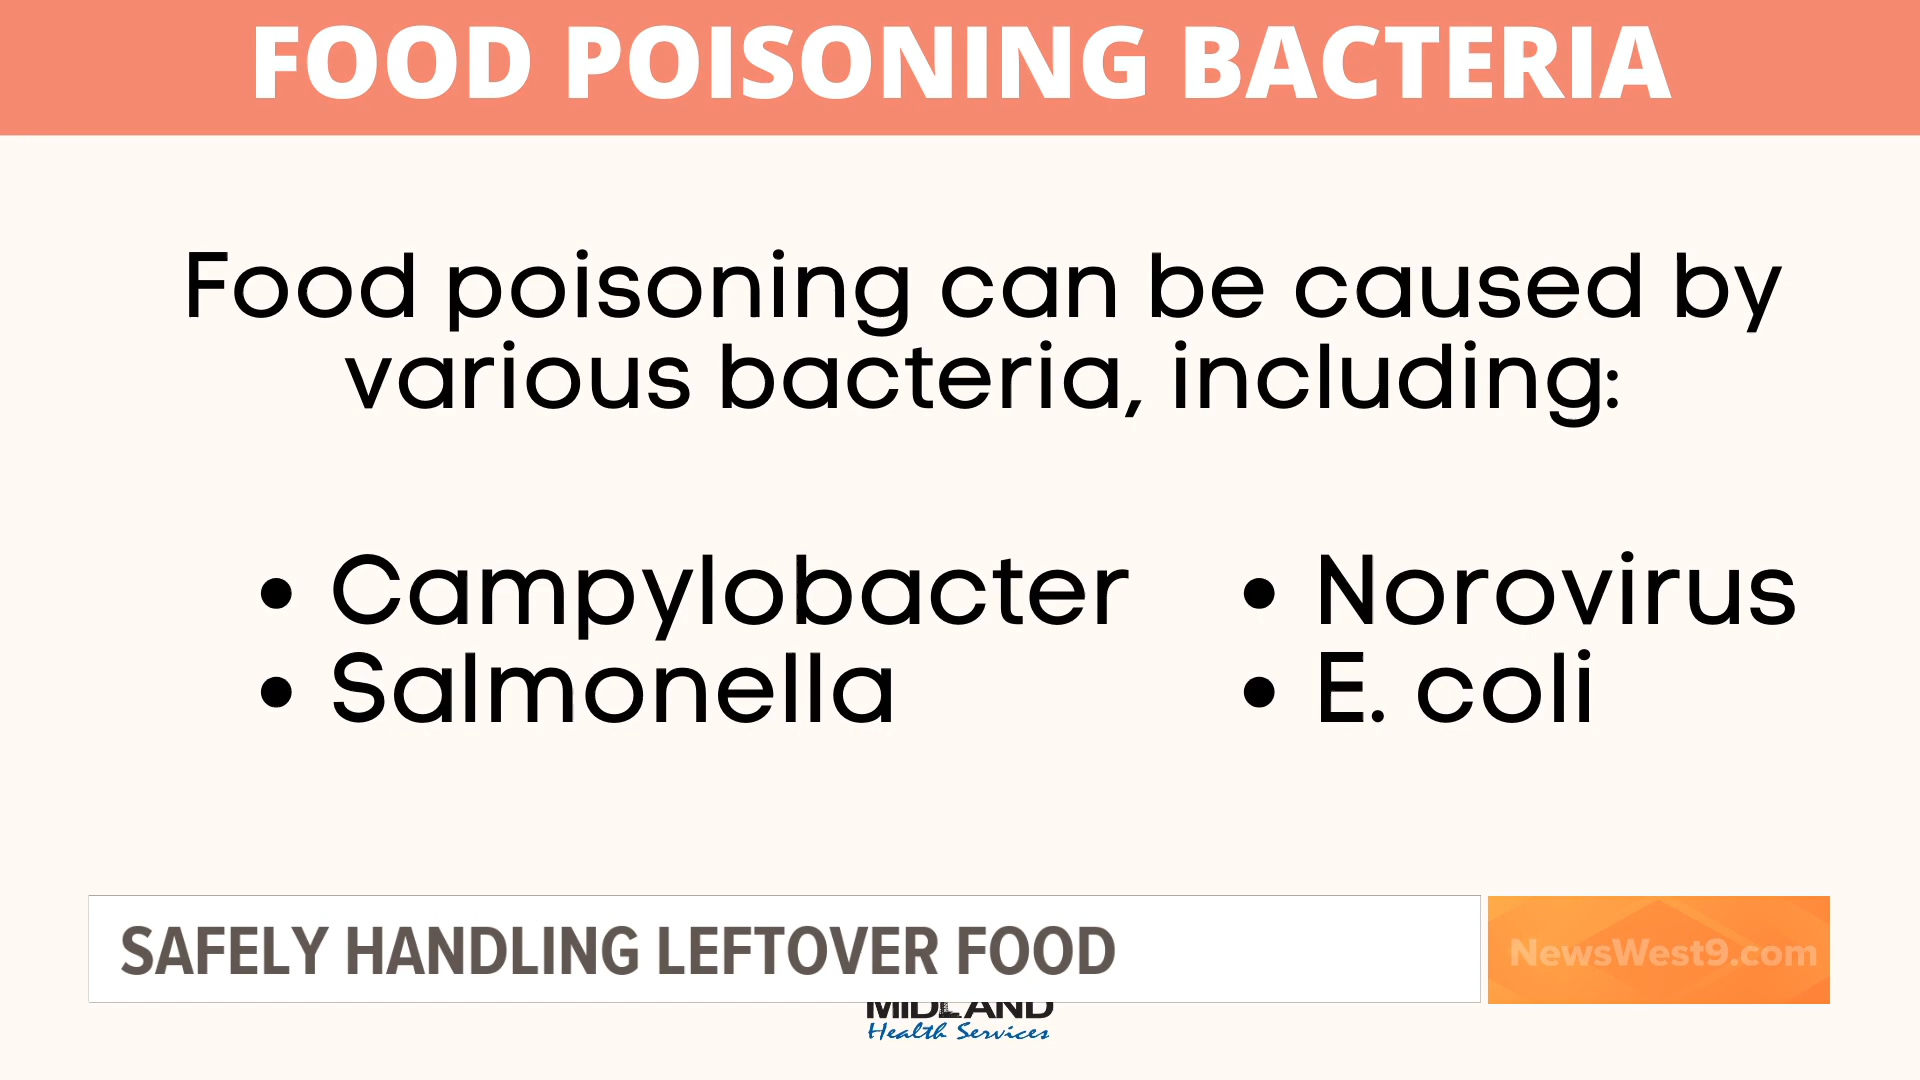 FOOD POISONING BACTERIA
Food poisoning can be caused by
various bacteria, including:
• Campylobacter
• Salmonella
• Norovirus
• E. coli
SAFELY HANDLING LEFTOVER FOOD
NewsWest9.com
MIDLAND
Health Services